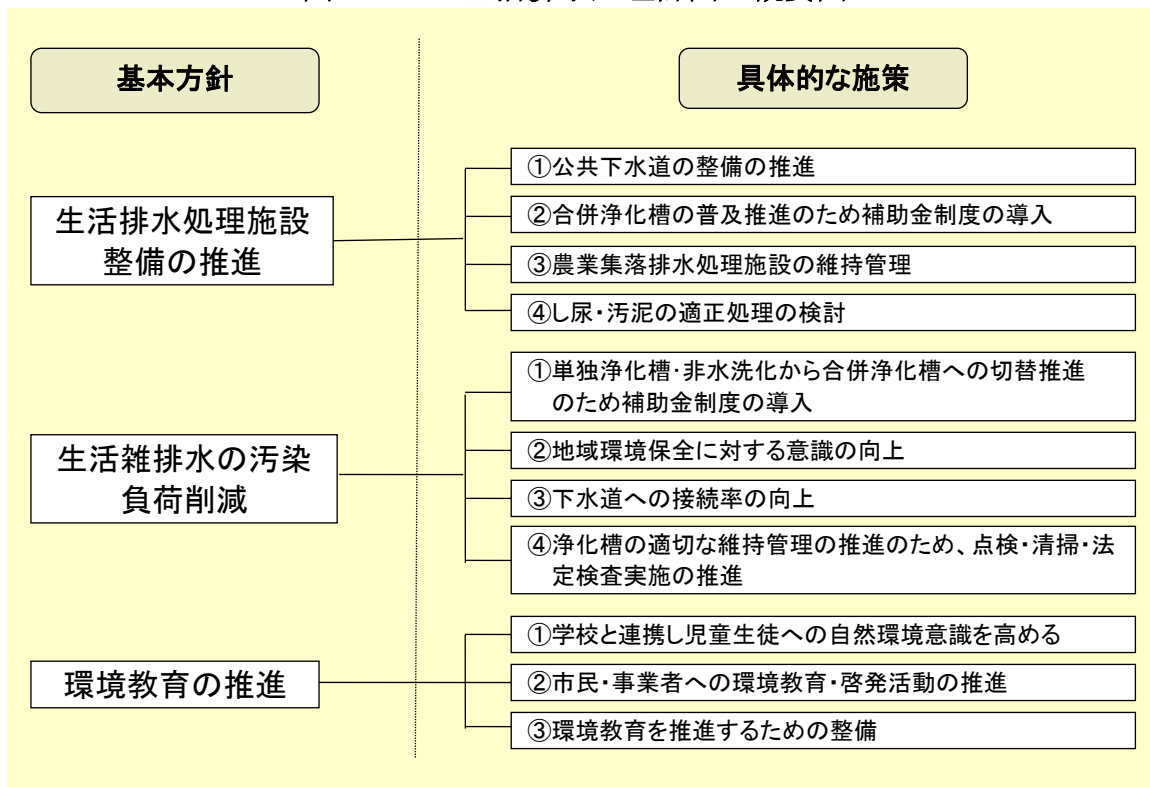 基本方針
具体的な施策
生活排水処理施設
整備の推進
①公共下水道の整備の推進
②合併浄化槽の普及推進のため補助金制度の導入
③農業集落排水処理施設の維持管理
④し尿・汚泥の適正処理の検討
生活雑排水の汚染
負荷削減
①単独浄化槽・非水洗化から合併浄化槽への切替推進
のため補助金制度の導入
②地域環境保全に対する意識の向上
③下水道への接続率の向上
④浄化槽の適切な維持管理の推進のため、点検・清掃・法
定検査実施の推進
環境教育の推進
①学校と連携し児童生徒への自然環境意識を高める
②市民・事業者への環境教育・啓発活動の推進
③環境教育を推進するための整備